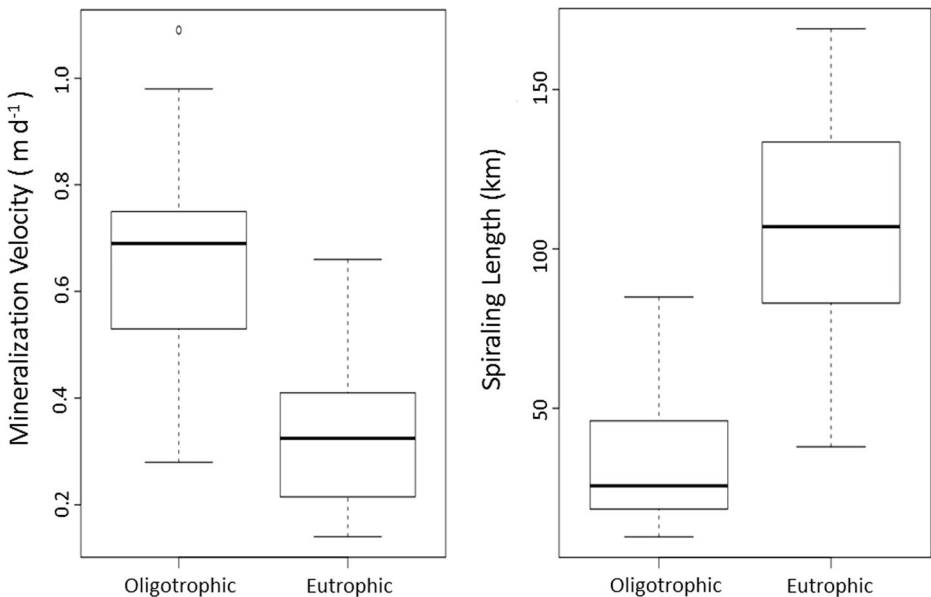 Mineralization Velocity ( m d-1 )
1.0
0.8
0.6
0.4
0.2
Oligotrophic
Eutrophic
Spiraling Length (km)
150
100
50
Oligotrophic
Eutrophic